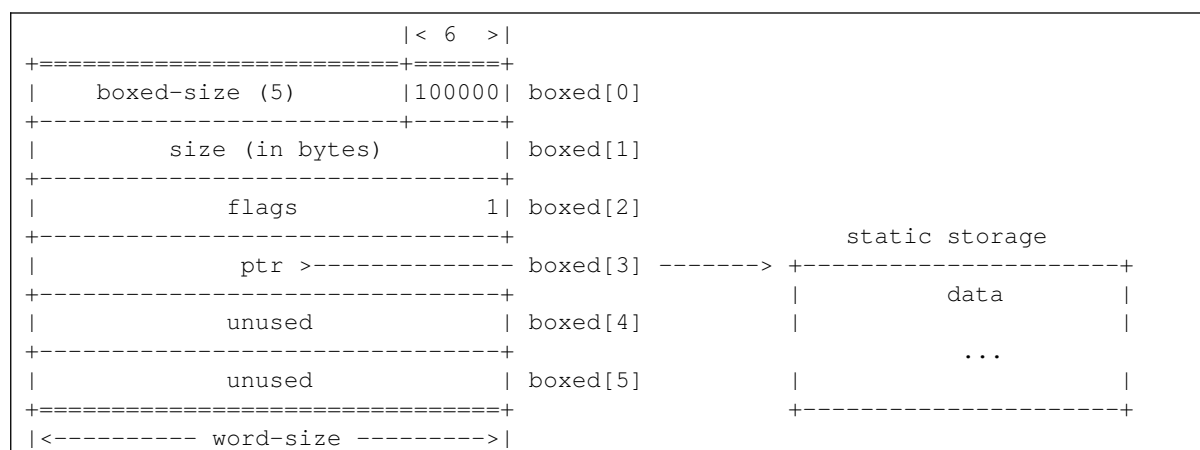 |< 6  >|
+=========================+======+
|    boxed-size (5)       |100000| boxed[0]
+-------------------------+------+
|         size (in bytes)        | boxed[1]
+--------------------------------+
|             flags             1| boxed[2]
+--------------------------------+                       static storage
|              ptr >-------------- boxed[3] -------> +----------------------+
+--------------------------------+                   |          data        |
|             unused             | boxed[4]          |                      |
+--------------------------------+                               ...
|             unused             | boxed[5]          |                      |
+================================+                   +----------------------+
|<---------- word-size --------->|